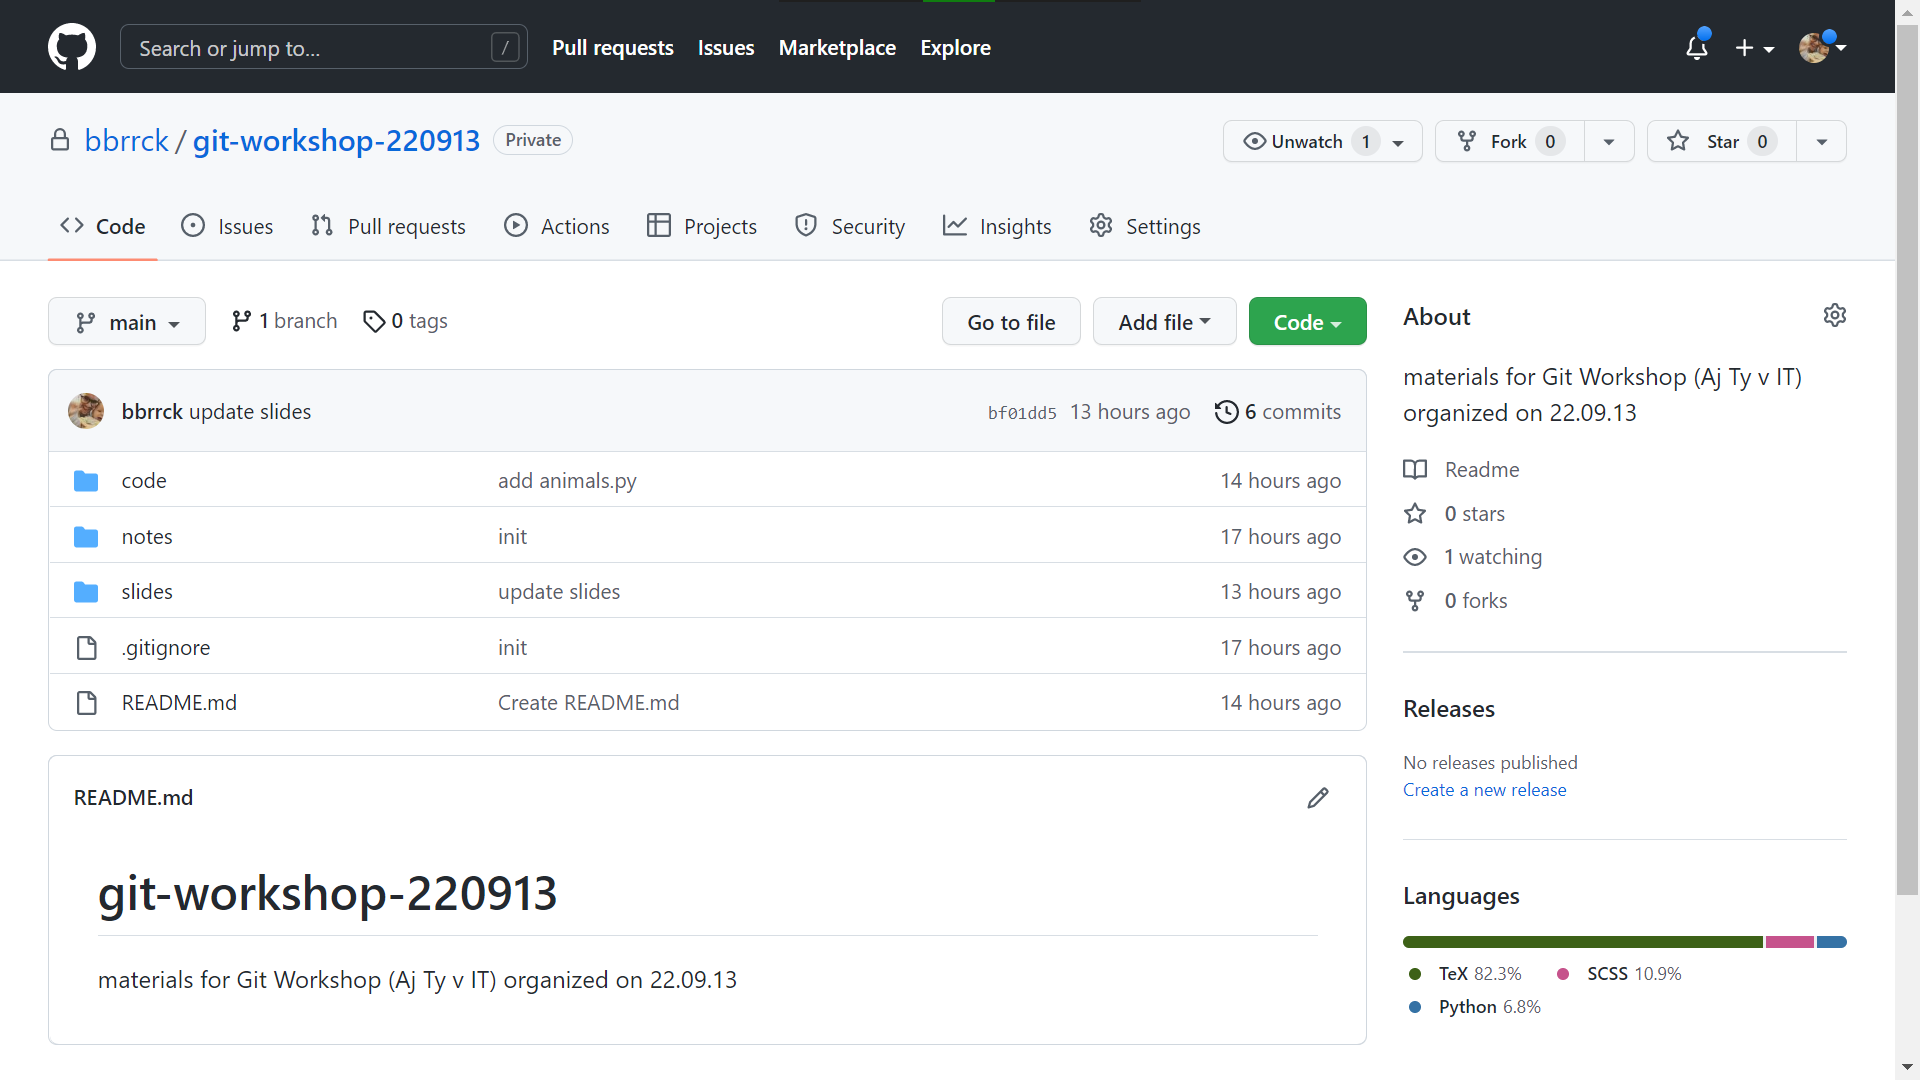 Search or jump to... /
Pull requests Issues Marketplace Explore
bbrrck / git-workshop-220913 Private
Unwatch 1 Fork 0 Star 0
Code Issues Pull requests Actions Projects Security Insights Settings
main 1 branch 0 tags Go to file Add file Code
bbrrck update slides bf01dd5 13 hours ago 6 commits
code add animals.py 14 hours ago
notes init 17 hours ago
slides update slides 13 hours ago
.gitignore init 17 hours ago
README.md Create README.md 14 hours ago
README.md
git-workshop-220913
materials for Git Workshop (Aj Ty v IT) organized on 22.09.13
About
materials for Git Workshop (Aj Ty v IT)
organized on 22.09.13
Readme
0 stars
1 watching
0 forks
Releases
No releases published
Create a new release
Languages
TeX 82.3% SCSS 10.9%
Python 6.8%